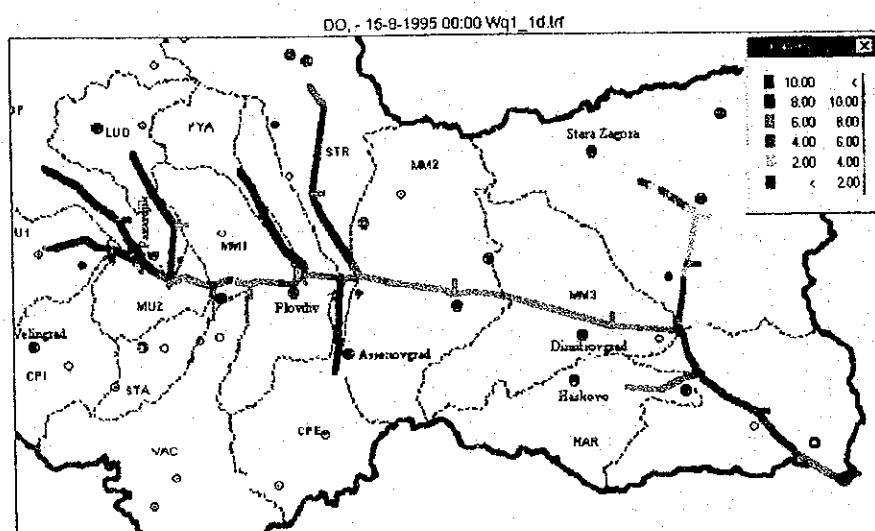 DO, - 15-8-1995 00:00 Wq1_1d.lrf
10.00 <
8.00 10.00
6.00 8.00
4.00 6.00
2.00 4.00
< 2.00
LUD
PYA
STR
MM2
Stara Zagora
U1
Pazardjik
MM1
MU2
Plovdiv
MM3
Velingrad
Assenovgrad
Dimitrovgrad
CPI
STA
Haskovo
VAC
CPE
HAR